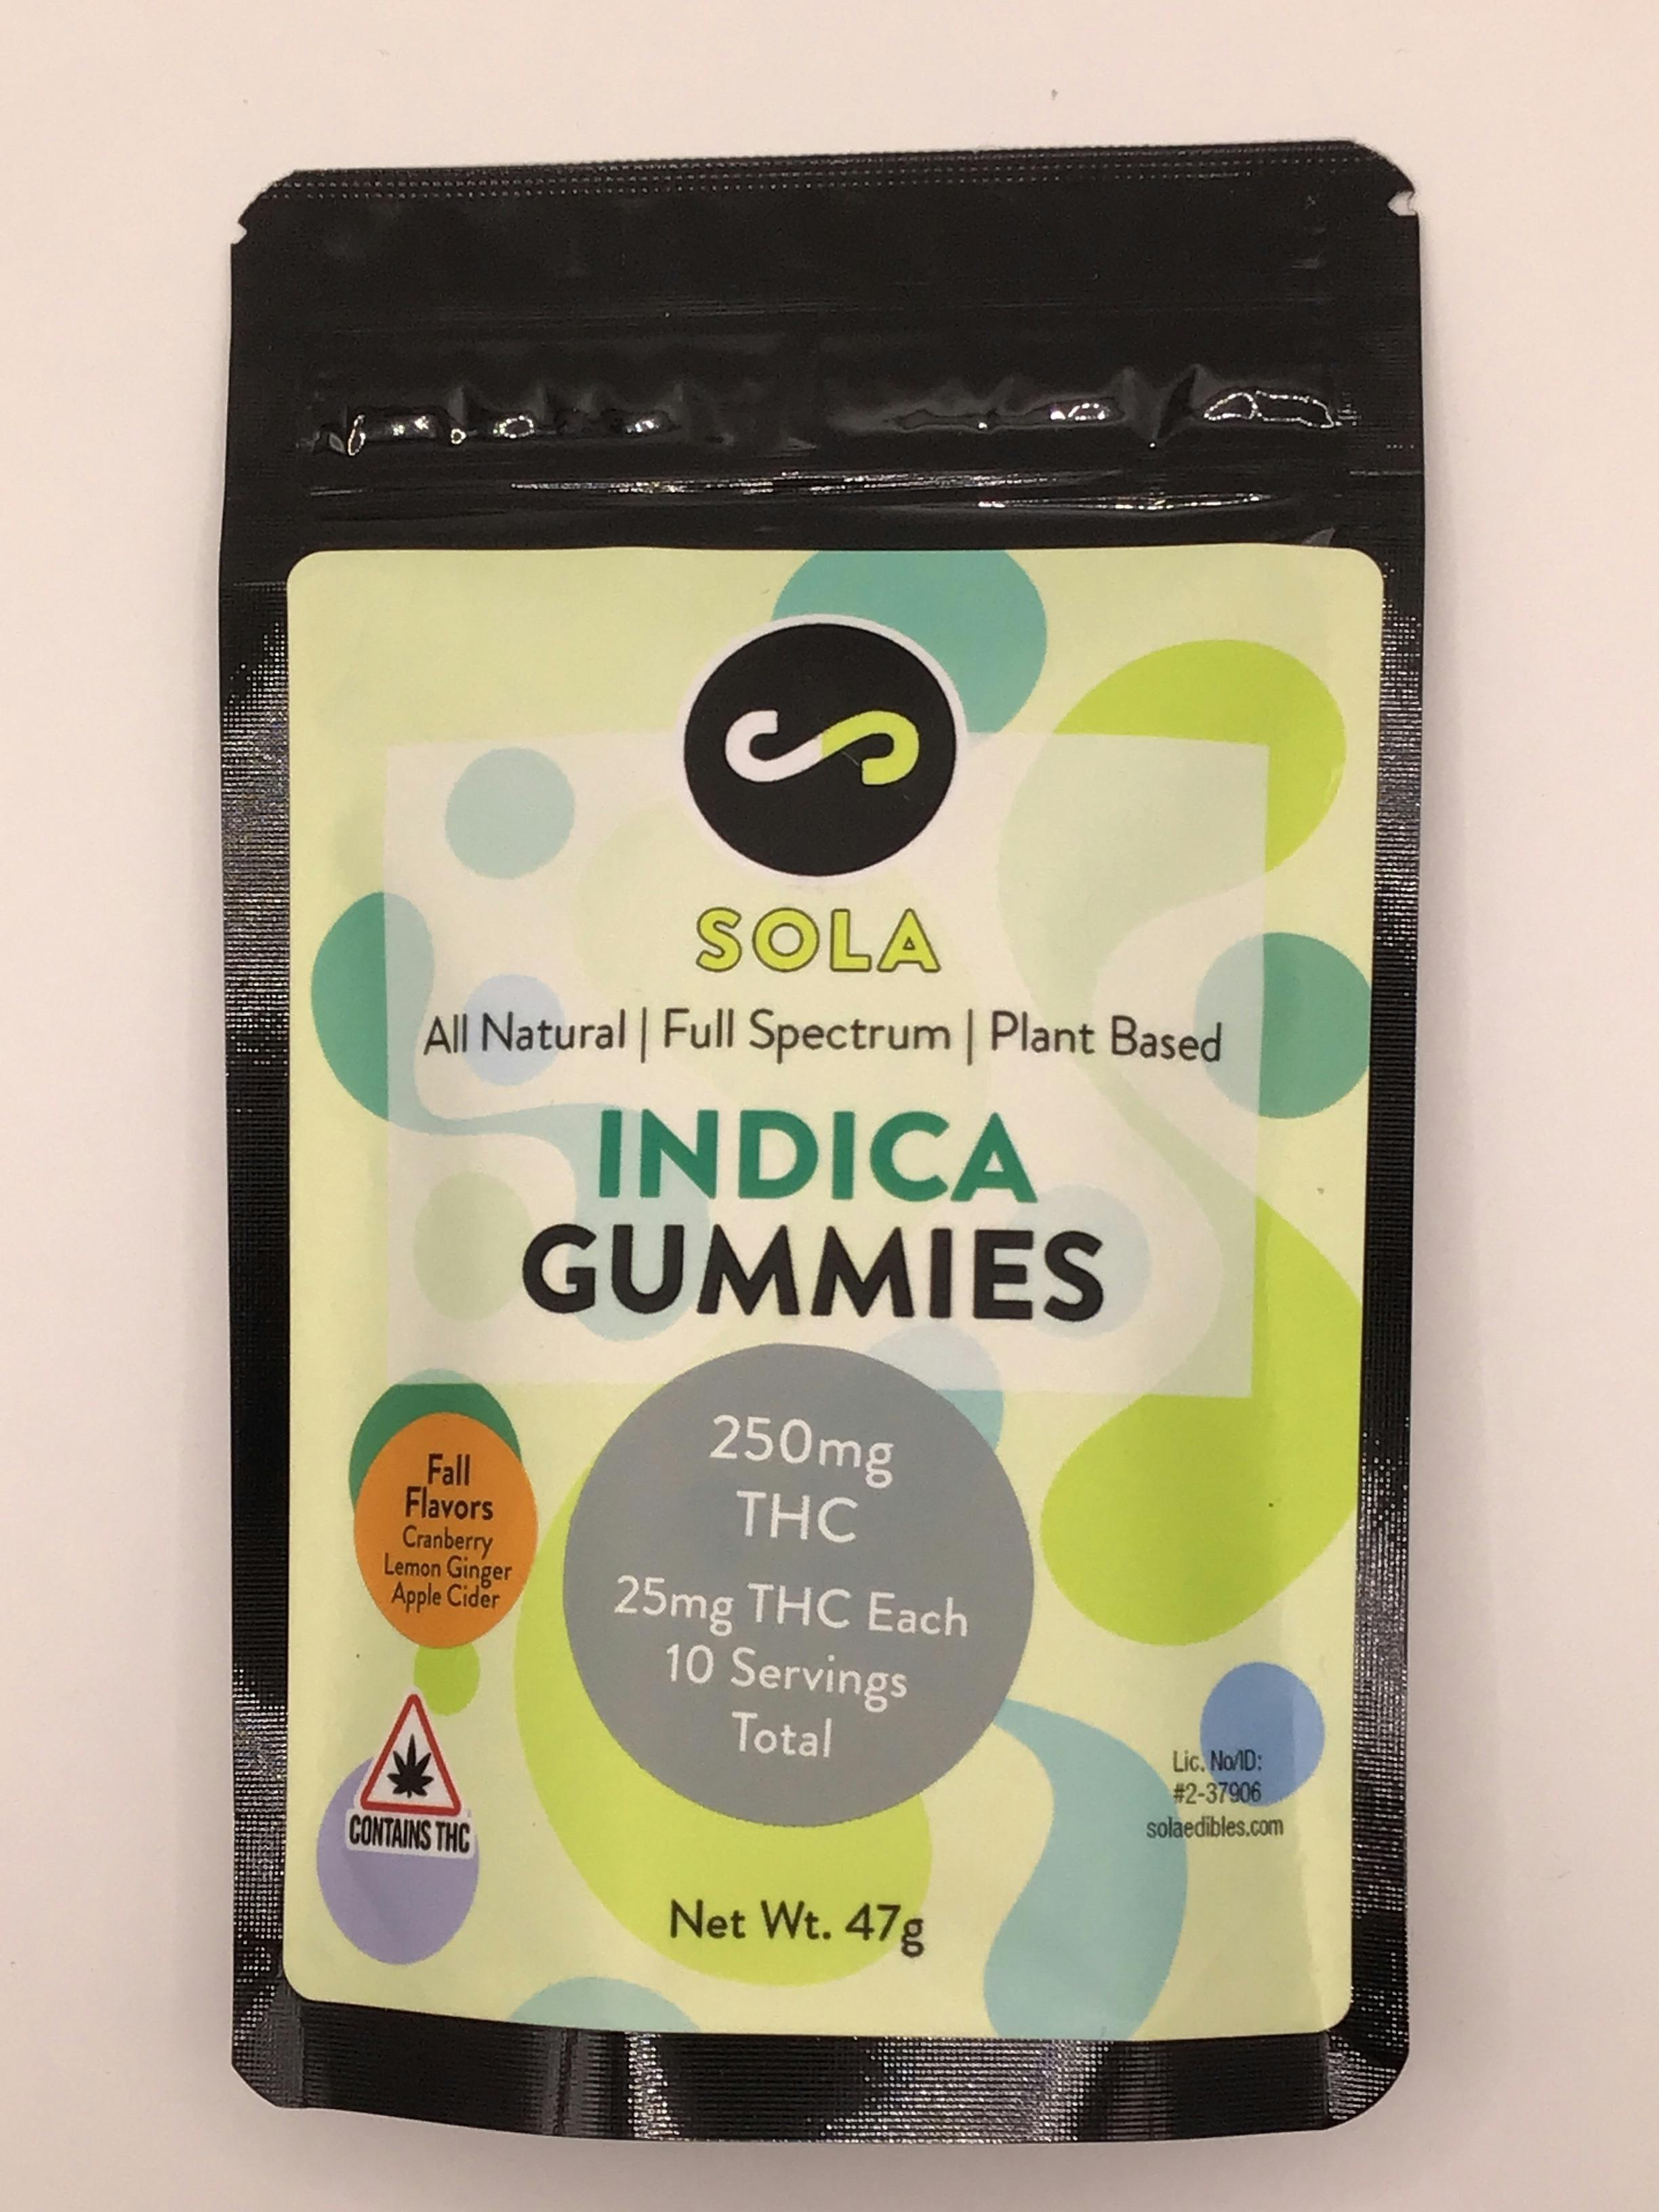 SOLA
All Natural | Full Spectrum | Plant Based
INDICA
GUMMIES
250mg
THC
25mg THC Each
10 Servings
Total
Fall
Flavors
Cranberry
Lemon Ginger
Apple Cider
CONTAINS THC
Lic. No/ID:
#2-37906
solaedibles.com
Net Wt. 47g